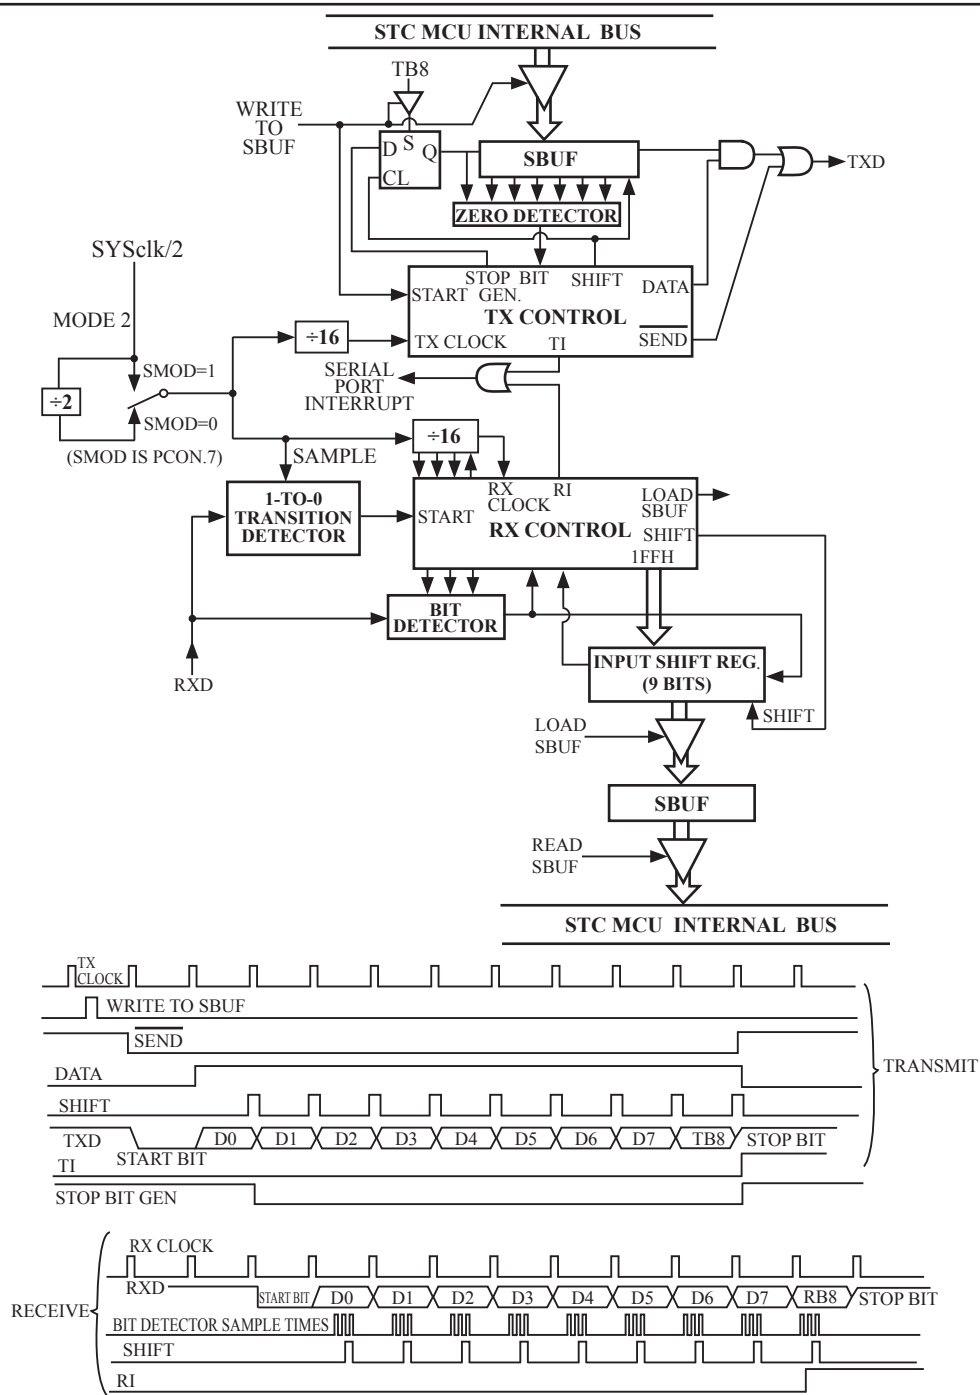 STC MCU INTERNAL BUS
TB8
WRITE
TO
SBUF
D S Q
CL
SBUF
TXD
ZERO DETECTOR
SYSclk/2
STOP BIT SHIFT
START GEN. DATA
TX CONTROL
TX CLOCK TI SEND
MODE 2
÷16
SMOD=1
÷2
SMOD=0
(SMOD IS PCON.7)
SERIAL
PORT
INTERRUPT
÷16
SAMPLE
1-TO-0
TRANSITION
DETECTOR
RX RI LOAD
CLOCK SBUF
START
RX CONTROL SHIFT
1FFH
BIT
DETECTOR
RXD
INPUT SHIFT REG.
(9 BITS)
SHIFT
LOAD
SBUF
SBUF
READ
SBUF
STC MCU INTERNAL BUS
TX
CLOCK
WRITE TO SBUF
SEND
DATA
TRANSMIT
SHIFT
TXD D0 D1 D2 D3 D4 D5 D6 D7 TB8 STOP BIT
START BIT
TI
STOP BIT GEN
RX CLOCK
RXD START BIT D0 D1 D2 D3 D4 D5 D6 D7 RB8 STOP BIT
RECEIVE
BIT DETECTOR SAMPLE TIMES
SHIFT
RI